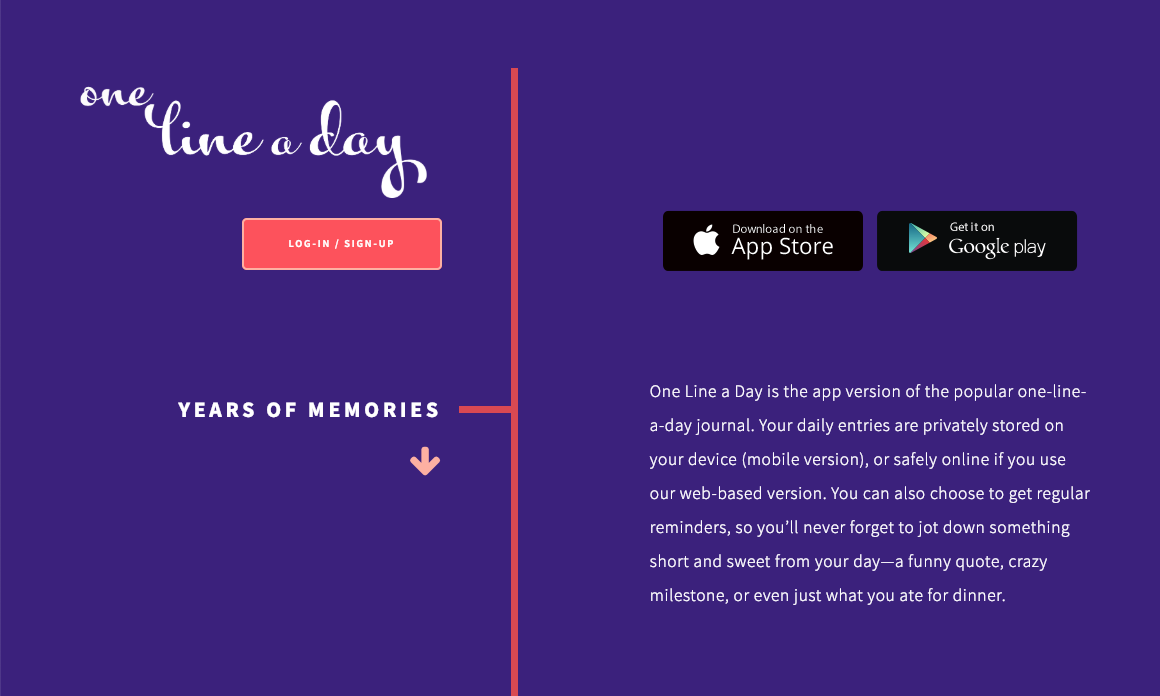 one
line a day
LOG-IN / SIGN-UP
Download on the
App Store
Get it on
Google play
YEARS OF MEMORIES
One Line a Day is the app version of the popular one-line-
a-day journal. Your daily entries are privately stored on
your device (mobile version), or safely online if you use
our web-based version. You can also choose to get regular
reminders, so you’ll never forget to jot down something
short and sweet from your day—a funny quote, crazy
milestone, or even just what you ate for dinner.